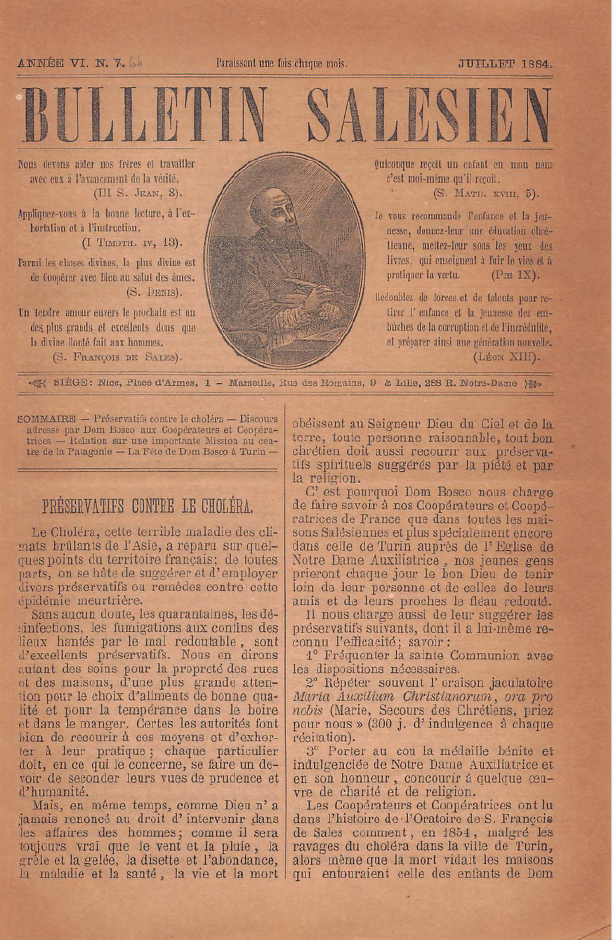 ANNÉE VI. N. 7.
Paraissant une fois chaque mois.
JUILLET 1884.
BULLETIN SALESIEN
Nous devons aider nos frères et travailler
avec eux à l'avancement de la vérité.
(III S. JEAN, 8).
Appliquez-vous à la bonne lecture, à l'ex-
hortation et à l'instruction.
(I TIMOTH. IV, 13).
Parmi les choses divines, la plus divine est
de Coopérer avec Dieu au salut des âmes.
(S. DENIS).
Un tendre amour envers le prochain est un
des plus grands et excellents dons que
la divine Bonté fait aux hommes.
(S. FRANÇOIS DE SALES).
Quiconque reçoit un enfant en mon nom
c'est moi-même qu'il reçoit.
(S. MATH. XVIII, 5).
Je vous recommande l'enfance et la jeu-
nesse, donnez-leur une éducation chré-
tienne, mettez-leur sous les yeux des
livres, qui enseignent à fuir le vice et à
pratiquer la vertu. (PIE IX).
Redoublez de forces et de talents pour re-
tirer l'enfance et la jeunesse des em-
bûches de la corruption et de l'incrédulité,
et préparer ainsi une génération nouvelle.
(LÉON XIII).
SIÈGE: Nice, Place d'Armes, 1 — Marseille, Rue des Romains, 9 & Lille, 288 R. Notre-Dame
SOMMAIRE — Préservatifs contre le choléra — Discours
adressé par Dom Bosco aux Coopérateurs et Coopéra-
trices — Relation sur une importante Mission au cen-
tre de la Patagonie — La Fête de Dom Bosco à Turin —
PRÉSERVATIFS CONTRE LE CHOLÉRA.
Le Choléra, cette terrible maladie des cli-
mats brûlants de l'Asie, a reparu sur quel-
ques points du territoire français; de toutes
parts, on se hâte de suggérer et d'employer
divers préservatifs ou remèdes contre cette
épidémie meurtrière.
Sans aucun doute, les quarantaines, les dé-
sinfections, les fumigations aux confins des
lieux hantés par le mal redoutable, sont
d'excellents préservatifs. Nous en dirons
autant des soins pour la propreté des rues
et des maisons, d'une plus grande atten-
tion pour le choix d'aliments de bonne qua-
lité et pour la tempérance dans le boire
et dans le manger. Certes les autorités font
bien de recourir à ces moyens et d'exhor-
ter à leur pratique; chaque particulier
doit, en ce qui le concerne, se faire un de-
voir de seconder leurs vues de prudence et
d'humanité.
Mais, en même temps, comme Dieu n'a
jamais renoncé au droit d'intervenir dans
les affaires des hommes; comme il sera
toujours vrai que le vent et la pluie, la
grêle et la gelée, la disette et l'abondance,
la maladie et la santé, la vie et la mort
obéissent au Seigneur Dieu du Ciel et de la
terre, toute personne raisonnable, tout bon
chrétien doit aussi recourir aux préserva-
tifs spirituels suggérés par la piété et par
la religion.
C'est pourquoi Dom Bosco nous charge
de faire savoir à nos Coopérateurs et Coopé-
ratrices de France que dans toutes les mai-
sons Salésiennes et plus spécialement encore
dans celle de Turin auprès de l'Eglise de
Notre Dame Auxiliatrice, nos jeunes gens
prieront chaque jour le bon Dieu de tenir
loin de leur personne et de celles de leurs
amis et de leurs proches le fléau redouté.
Il nous charge aussi de leur suggérer les
préservatifs suivants, dont il a lui-même re-
connu l'efficacité; savoir:
1° Fréquenter la sainte Communion avec
les dispositions nécessaires.
2° Répéter souvent l'oraison jaculatoire
Maria Auxilium Christianorum, ora pro
nobis (Marie, Secours des Chrétiens, priez
pour nous » (300 j. d'indulgence à chaque
récitation).
3° Porter au cou la médaille bénite et
indulgenciée de Notre Dame Auxiliatrice et
en son honneur, concourir à quelque œu-
vre de charité et de religion.
Les Coopérateurs et Coopératrices ont lu
dans l'histoire de l'Oratoire de S. François
de Sales comment, en 1854, malgré les
ravages du choléra dans la ville de Turin,
alors même que la mort vidait les maisons
qui entouraient celle des enfants de Dom